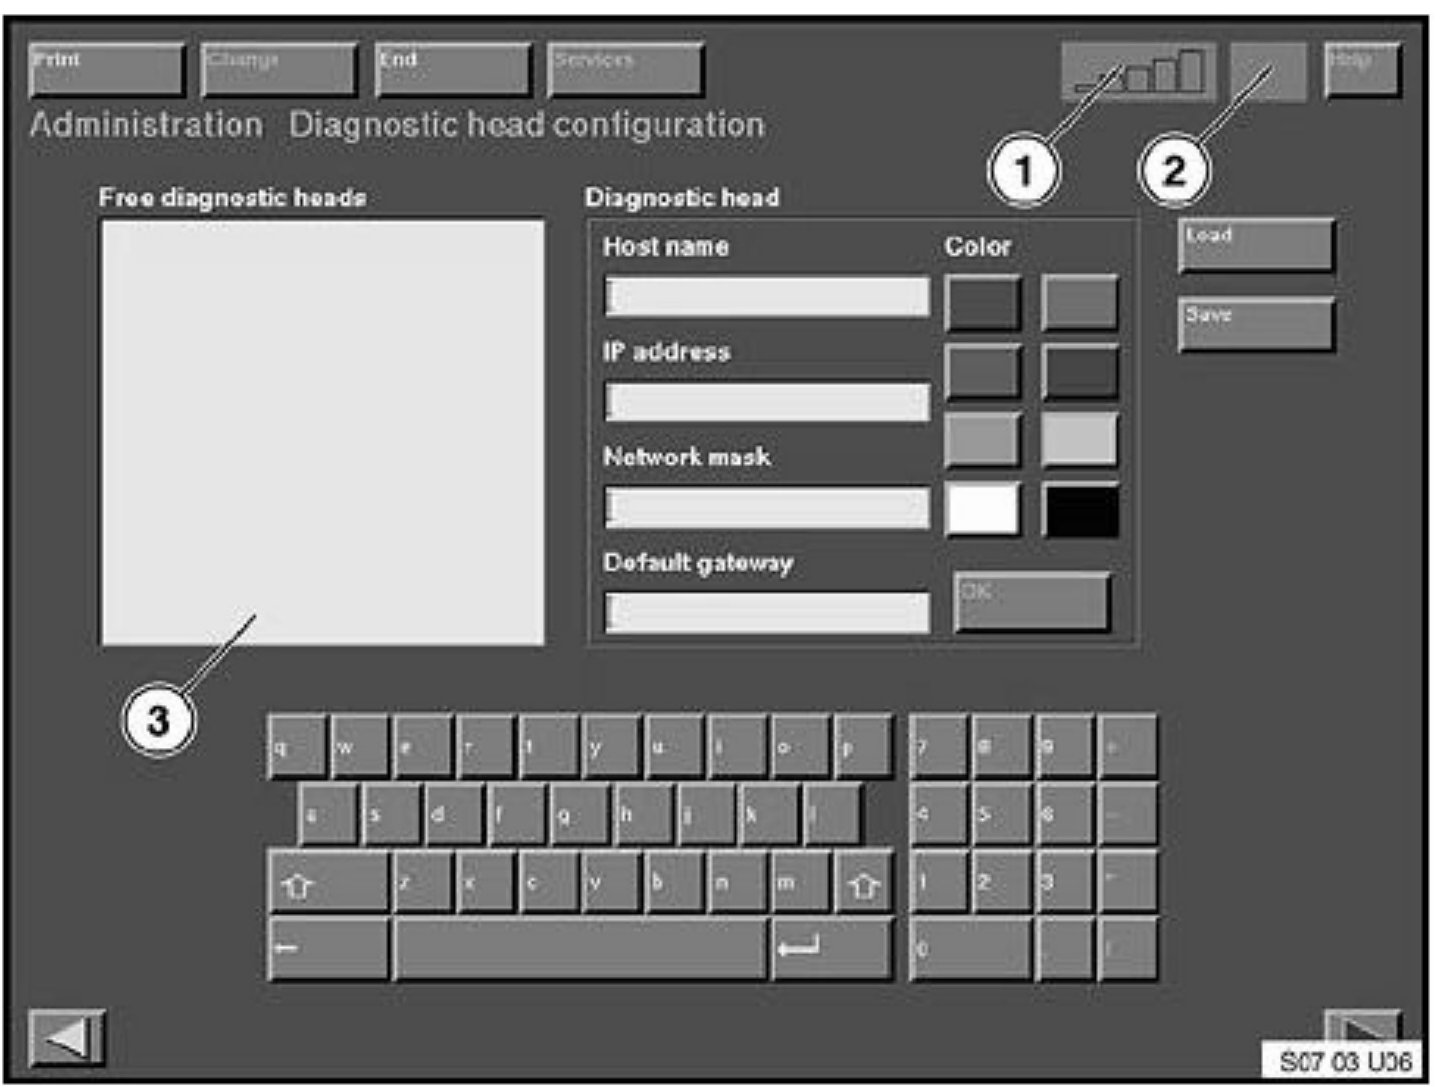 Print Change End Services Help
Administration Diagnostic head configuration
1 2
Free diagnostic heads
Diagnostic head
Host name
Color
Load
IP address
Save
Network mask
Default gateway
OK
3
q w e r t y u i o p 7 8 9 +
a s d f g h j k l 4 5 6 -
z x c v b n m 1 2 3
0
S07 03 U06